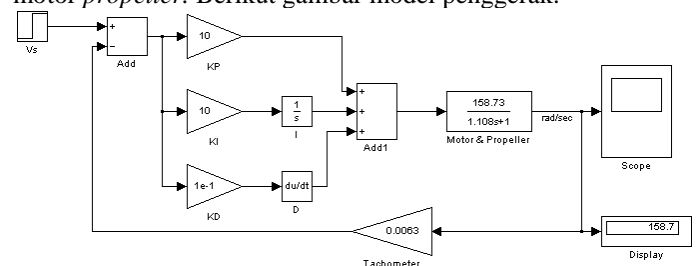 motor propeller. Berikut gambar model penggerak:
Vs
+
−
Add
10
KP
10
KI
1e-1
KD
1
s
I
du/dt
D
+
+
+
Add1
158.73
1.108s+1
Motor & Propeller
rad/sec
Scope
0.0063
Tachometer
158.7
Display